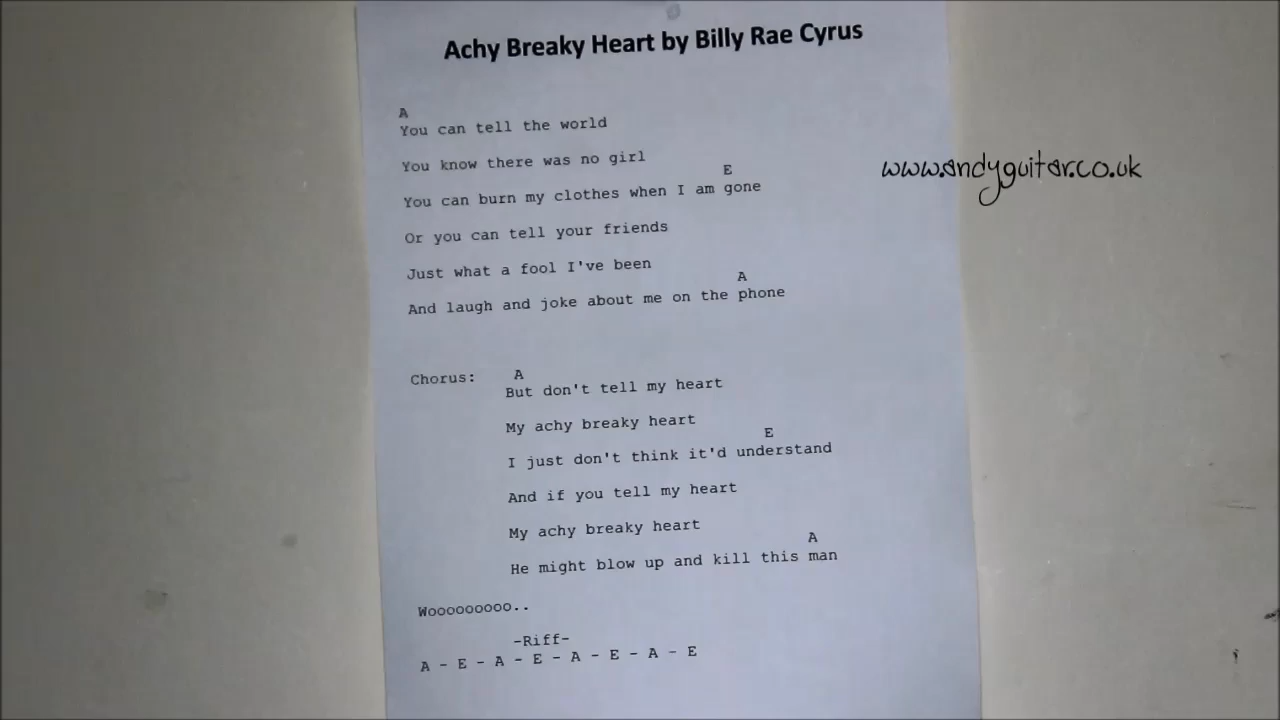 Achy Breaky Heart by Billy Rae Cyrus
A
You can tell the world
You know there was no girl
E
You can burn my clothes when I am gone
Or you can tell your friends
Just what a fool I've been
A
And laugh and joke about me on the phone
Chorus: A
But don't tell my heart
My achy breaky heart
E
I just don't think it'd understand
And if you tell my heart
My achy breaky heart
A
He might blow up and kill this man
Wooooooooo..
-Riff-
A - E - A - E - A - E - A - E
www.andyguitar.co.uk